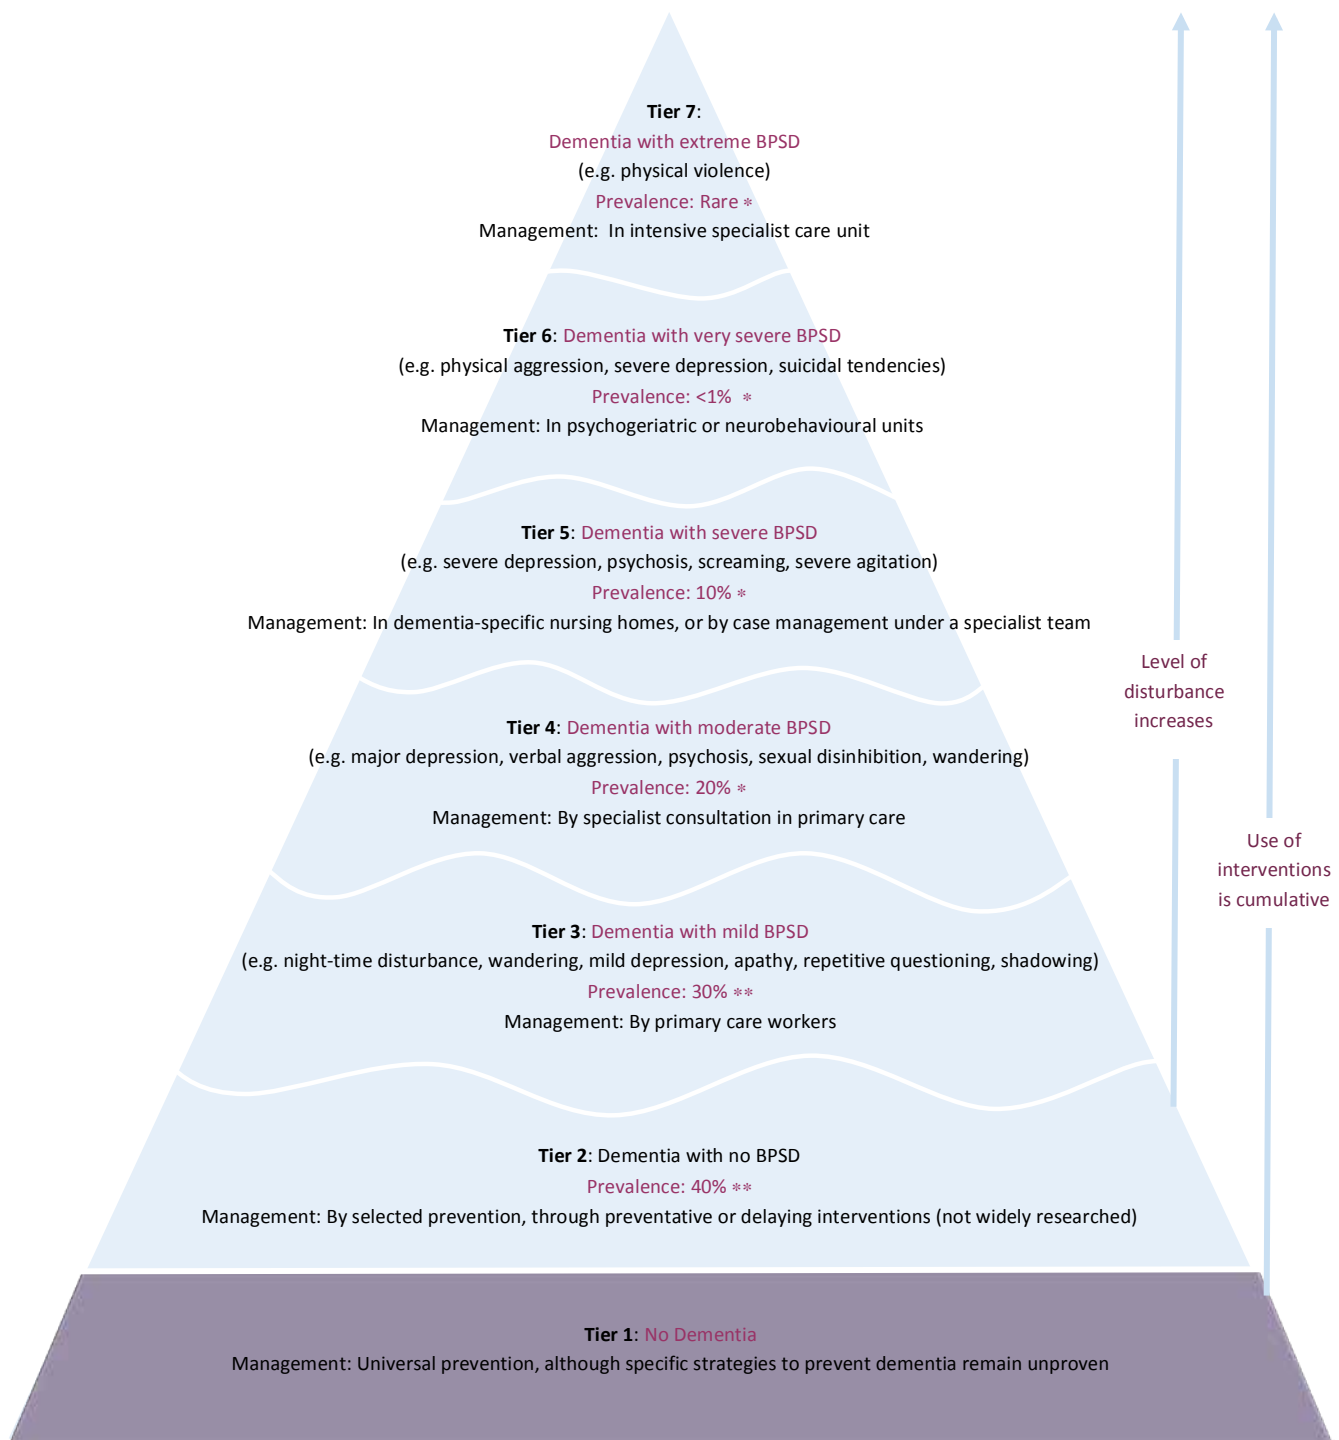 Tier 7:
Dementia with extreme BPSD
(e.g. physical violence)
Prevalence: Rare *
Management:  In intensive specialist care unit
Tier 6: Dementia with very severe BPSD
(e.g. physical aggression, severe depression, suicidal tendencies)
Prevalence: <1%  *
Management: In psychogeriatric or neurobehavioural units
Tier 5: Dementia with severe BPSD
(e.g. severe depression, psychosis, screaming, severe agitation)
Prevalence: 10% *
Management: In dementia-specific nursing homes, or by case management under a specialist team
Tier 4: Dementia with moderate BPSD
(e.g. major depression, verbal aggression, psychosis, sexual disinhibition, wandering)
Prevalence: 20% *
Management: By specialist consultation in primary care
Tier 3: Dementia with mild BPSD
(e.g. night-time disturbance, wandering, mild depression, apathy, repetitive questioning, shadowing)
Prevalence: 30% **
Management: By primary care workers
Tier 2: Dementia with no BPSD
Prevalence: 40% **
Management: By selected prevention, through preventative or delaying interventions (not widely researched)
Tier 1: No Dementia
Management: Universal prevention, although specific strategies to prevent dementia remain unproven
Level of
disturbance
increases
Use of
interventions
is cumulative